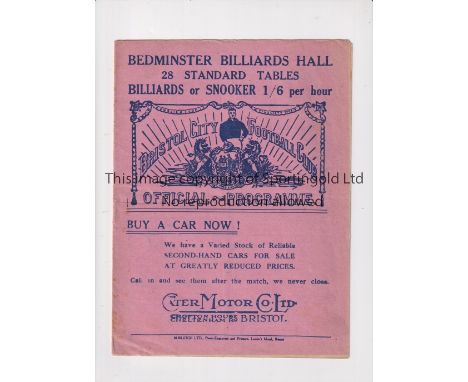 BEDMINSTER BILLIARDS HALL
28 STANDARD TABLES
BILLIARDS or SNOOKER 1/6 per hour
BRISTOL CITY FOOTBALL CLUB
This image copyright of Sportingold Ltd
OFFICIAL PROGRAMME
No reproduction allowed
BUY A CAR NOW!
We have a Varied Stock of Reliable
SECOND-HAND CARS FOR SALE
AT GREATLY REDUCED PRICES.
Call in and see them after the match, we never close.
CATER MOTOR CO. LTD
CHELTENHAM RD BRISTOL.